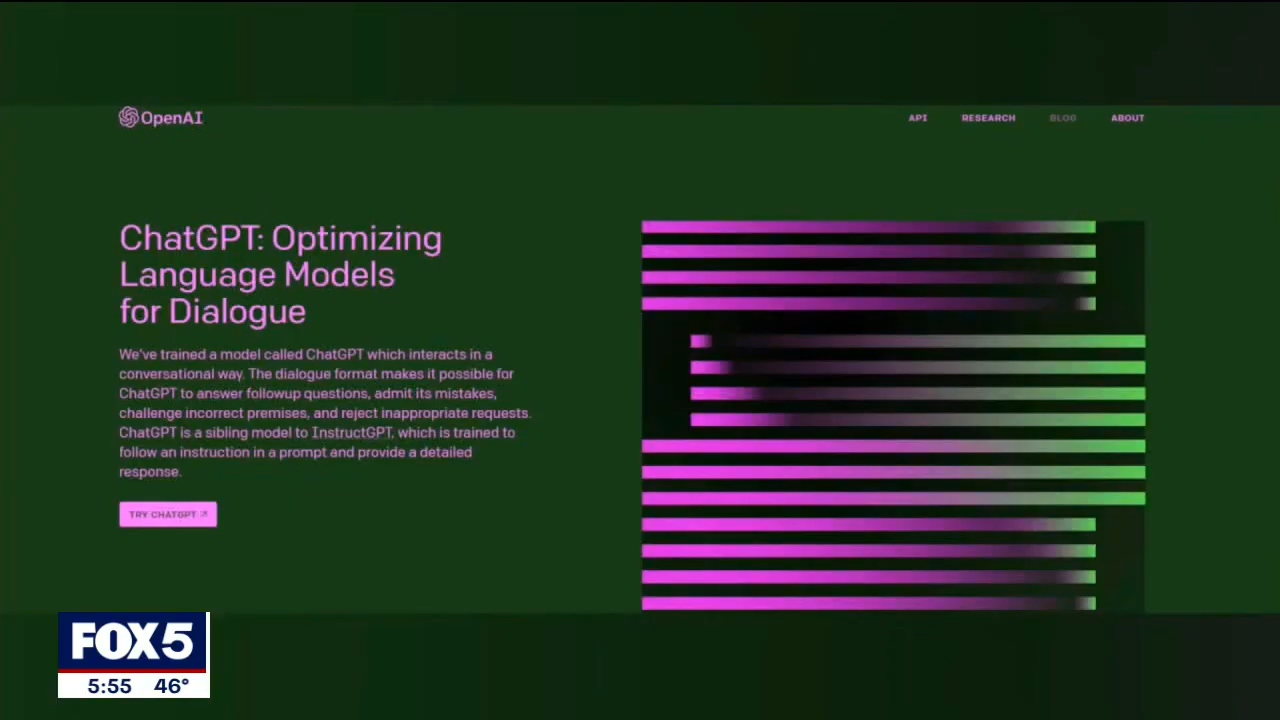 OpenAI
API RESEARCH BLOG ABOUT
ChatGPT: Optimizing
Language Models
for Dialogue
We've trained a model called ChatGPT which interacts in a
conversational way. The dialogue format makes it possible for
ChatGPT to answer followup questions, admit its mistakes,
challenge incorrect premises, and reject inappropriate requests.
ChatGPT is a sibling model to InstructGPT, which is trained to
follow an instruction in a prompt and provide a detailed
response.
TRY CHATGPT ↗
FOX 5
5:55 46°